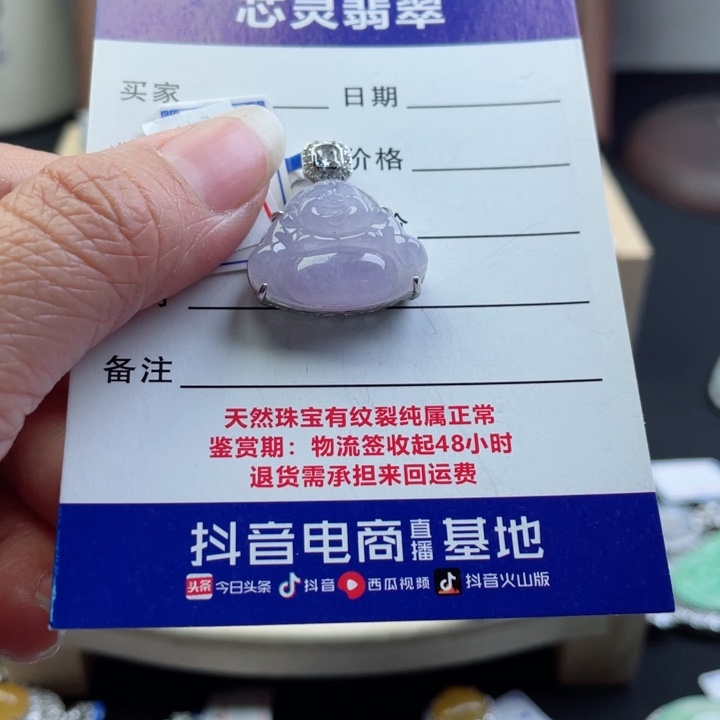 芯灵翡翠
买家
日期
价格
备注
天然珠宝有纹裂纯属正常
鉴赏期：物流签收起48小时
退货需承担来回运费
抖音电商直播基地
头条 今日头条 抖音 西瓜视频 抖音火山版